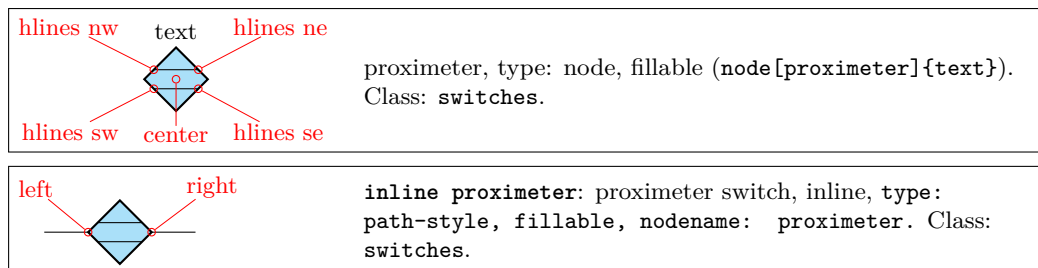 hlines nw
text
hlines ne
hlines sw
center
hlines se
proximeter, type: node, fillable (node[proximeter]{text}).
Class: switches.
left
right
inline proximeter: proximeter switch, inline, type:
path-style, fillable, nodename: proximeter. Class:
switches.